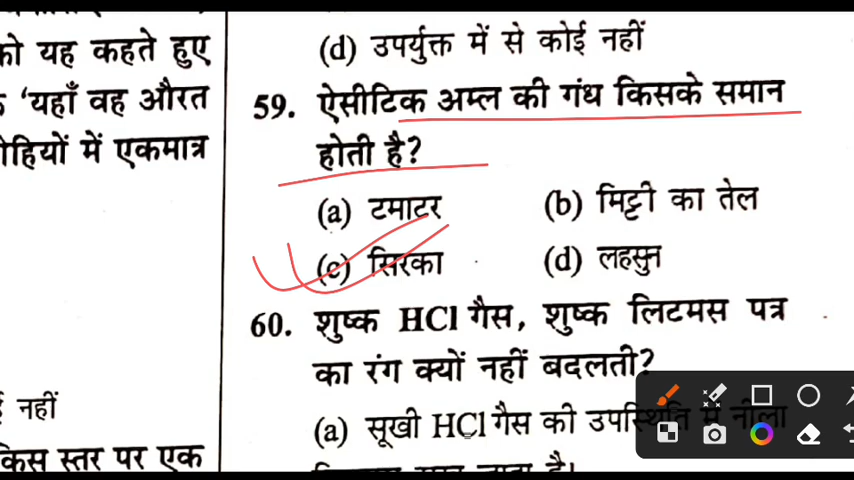 को यह कहते हुए
'यहाँ वह औरत
में एकमात्र
नहीं
किस स्तर पर एक
(d) उपर्युक्त में से कोई नहीं
59. ऐसीटिक अम्ल की गंध किसके समान
होती है?
(a) टमाटर (b) मिट्टी का तेल
(c) सिरका (d) लहसुन
60. शुष्क HCl गैस, शुष्क लिटमस पत्र
का रंग क्यों नहीं बदलती?
(a) सूखी HCl गैस की उपस्थिति में नीला